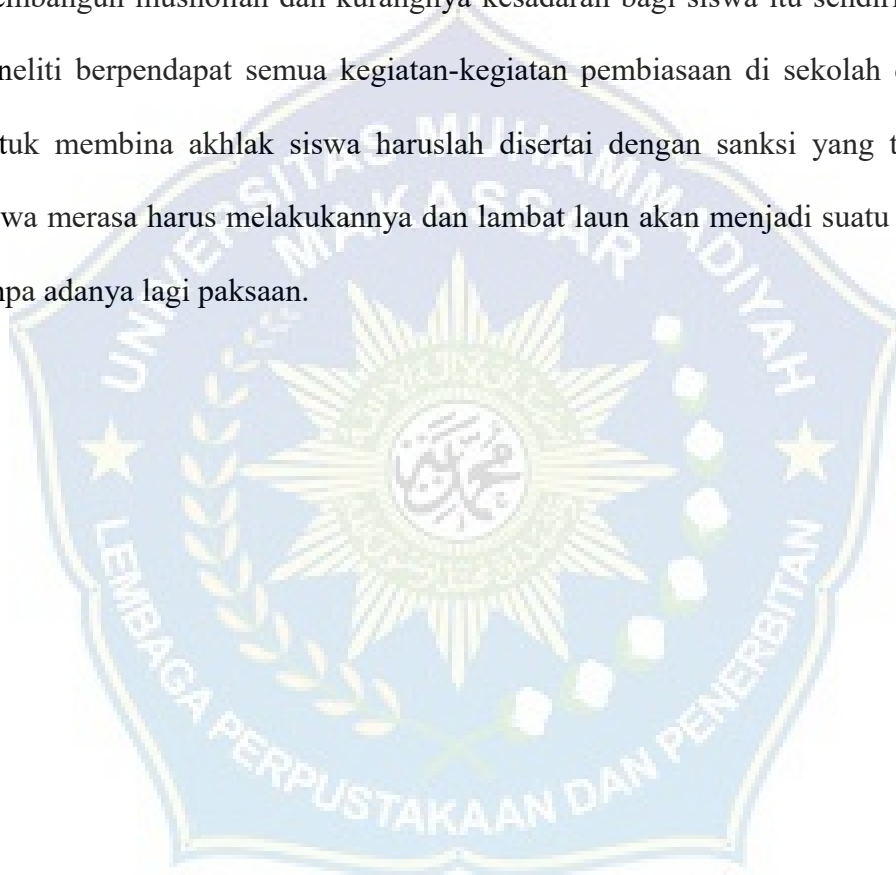 embangun musholah dan kurangnya kesadaran bagi siswa itu sendiri
neliti berpendapat semua kegiatan-kegiatan pembiasaan di sekolah
tuk membina akhlak siswa haruslah disertai dengan sanksi yang t
wa merasa harus melakukannya dan lambat laun akan menjadi suatu
npa adanya lagi paksaan.
UNIVERSITAS MUHAMMADIYAH
MAKASSAR
LEMBAGA PERPUSTAKAAN DAN PENERBITAN